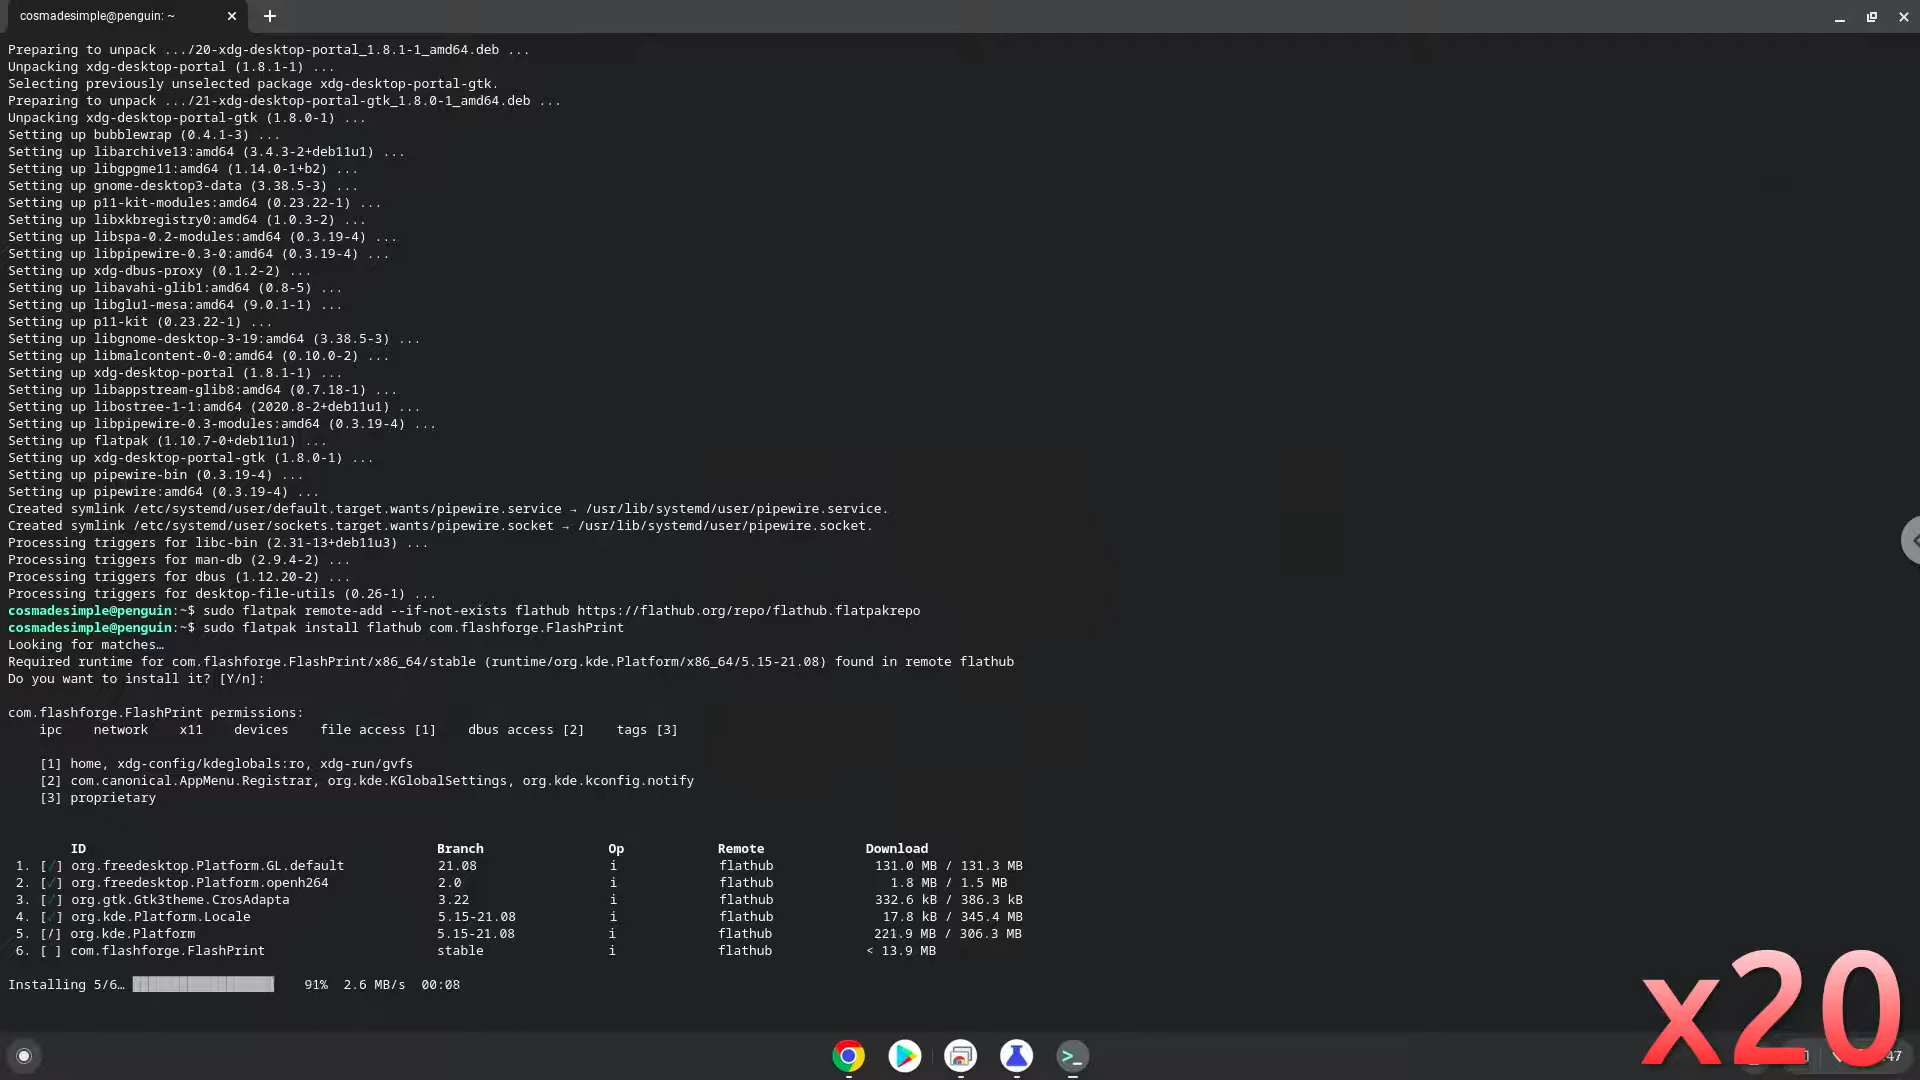 cosmadesimple@penguin: ~
Preparing to unpack .../20-xdg-desktop-portal_1.8.1-1_amd64.deb ...
Unpacking xdg-desktop-portal (1.8.1-1) ...
Selecting previously unselected package xdg-desktop-portal-gtk.
Preparing to unpack .../21-xdg-desktop-portal-gtk_1.8.0-1_amd64.deb ...
Unpacking xdg-desktop-portal-gtk (1.8.0-1) ...
Setting up bubblewrap (0.4.1-3) ...
Setting up libarchive13:amd64 (3.4.3-2+deb11u1) ...
Setting up libgpgme11:amd64 (1.14.0-1+b2) ...
Setting up gnome-desktop3-data (3.38.5-3) ...
Setting up p11-kit-modules:amd64 (0.23.22-1) ...
Setting up libxkbregistry0:amd64 (1.0.3-2) ...
Setting up libspa-0.2-modules:amd64 (0.3.19-4) ...
Setting up libpipewire-0.3-0:amd64 (0.3.19-4) ...
Setting up xdg-dbus-proxy (0.1.2-2) ...
Setting up libavahi-glib1:amd64 (0.8-5) ...
Setting up libglu1-mesa:amd64 (9.0.1-1) ...
Setting up p11-kit (0.23.22-1) ...
Setting up libgnome-desktop-3-19:amd64 (3.38.5-3) ...
Setting up libmalcontent-0-0:amd64 (0.10.0-2) ...
Setting up xdg-desktop-portal (1.8.1-1) ...
Setting up libappstream-glib8:amd64 (0.7.18-1) ...
Setting up libostree-1-1:amd64 (2020.8-2+deb11u1) ...
Setting up libpipewire-0.3-modules:amd64 (0.3.19-4) ...
Setting up flatpak (1.10.7-0+deb11u1) ...
Setting up xdg-desktop-portal-gtk (1.8.0-1) ...
Setting up pipewire-bin (0.3.19-4) ...
Setting up pipewire:amd64 (0.3.19-4) ...
Created symlink /etc/systemd/user/default.target.wants/pipewire.service → /usr/lib/systemd/user/pipewire.service.
Created symlink /etc/systemd/user/sockets.target.wants/pipewire.socket → /usr/lib/systemd/user/pipewire.socket.
Processing triggers for libc-bin (2.31-13+deb11u3) ...
Processing triggers for man-db (2.9.4-2) ...
Processing triggers for dbus (1.12.20-2) ...
Processing triggers for desktop-file-utils (0.26-1) ...
cosmadesimple@penguin:~$ sudo flatpak remote-add --if-not-exists flathub https://flathub.org/repo/flathub.flatpakrepo
cosmadesimple@penguin:~$ sudo flatpak install flathub com.flashforge.FlashPrint
Looking for matches…
Required runtime for com.flashforge.FlashPrint/x86_64/stable (runtime/org.kde.Platform/x86_64/5.15-21.08) found in remote flathub
Do you want to install it? [Y/n]:
com.flashforge.FlashPrint permissions:
ipc network x11 devices file access [1] dbus access [2] tags [3]
[1] home, xdg-config/kdeglobals:ro, xdg-run/gvfs
[2] com.canonical.AppMenu.Registrar, org.kde.KGlobalSettings, org.kde.kconfig.notify
[3] proprietary
ID Branch Op Remote Download
1. [✓] org.freedesktop.Platform.GL.default 21.08 i flathub 131.0 MB / 131.3 MB
2. [✓] org.freedesktop.Platform.openh264 2.0 i flathub 1.8 MB / 1.5 MB
3. [✓] org.gtk.Gtk3theme.CrosAdapta 3.22 i flathub 332.6 kB / 386.3 kB
4. [✓] org.kde.Platform.Locale 5.15-21.08 i flathub 17.8 kB / 345.4 MB
5. [/] org.kde.Platform 5.15-21.08 i flathub 221.9 MB / 306.3 MB
6. [ ] com.flashforge.FlashPrint stable i flathub < 13.9 MB
Installing 5/6… 91% 2.6 MB/s 00:08
x20